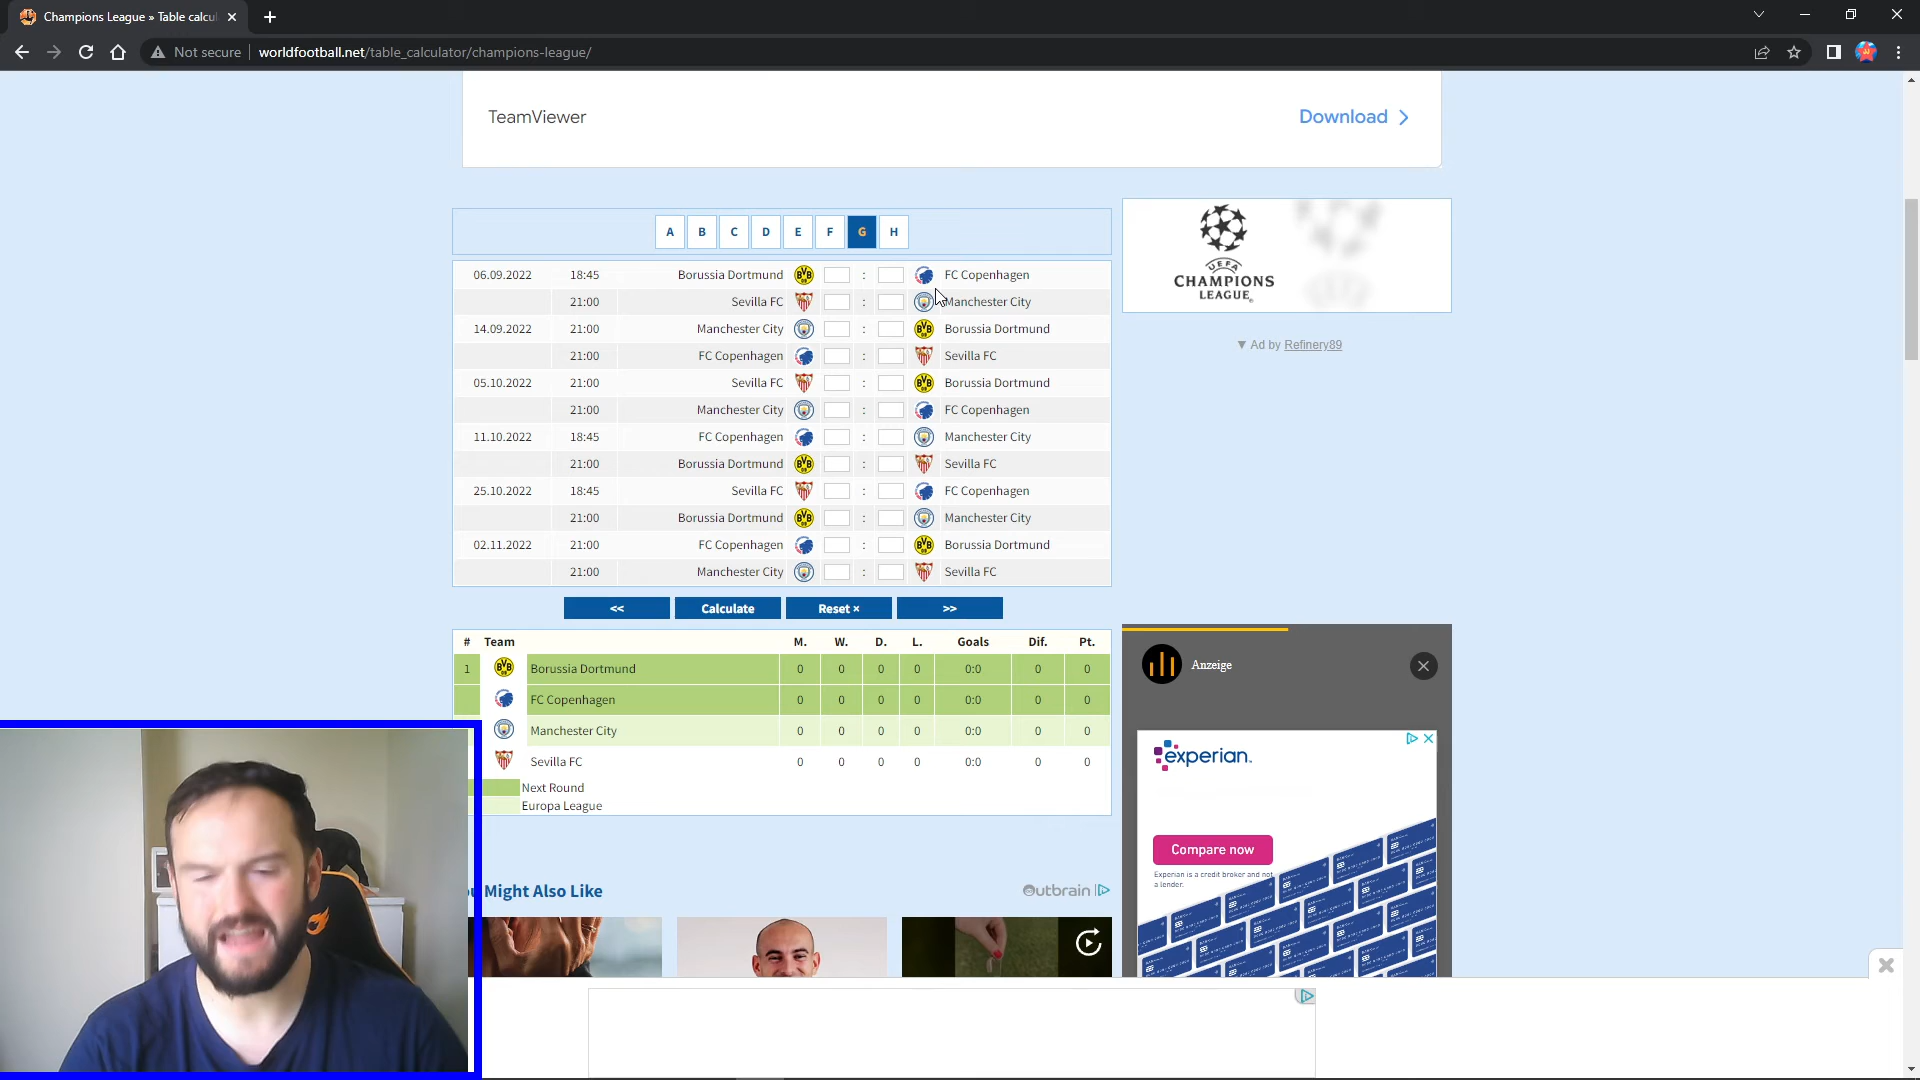 Champions League » Table calcul
Not secure
worldfootball.net/table_calculator/champions-league/
TeamViewer
Download
A B C D E F G H
06.09.2022 18:45 Borussia Dortmund : FC Copenhagen
21:00 Sevilla FC : Manchester City
14.09.2022 21:00 Manchester City : Borussia Dortmund
21:00 FC Copenhagen : Sevilla FC
05.10.2022 21:00 Sevilla FC : Borussia Dortmund
21:00 Manchester City : FC Copenhagen
11.10.2022 18:45 FC Copenhagen : Manchester City
21:00 Borussia Dortmund : Sevilla FC
25.10.2022 18:45 Sevilla FC : FC Copenhagen
21:00 Borussia Dortmund : Manchester City
02.11.2022 21:00 FC Copenhagen : Borussia Dortmund
21:00 Manchester City : Sevilla FC
<< Calculate Reset × >>
# Team M. W. D. L. Goals Dif. Pt.
1 Borussia Dortmund 0 0 0 0 0:0 0 0
FC Copenhagen 0 0 0 0 0:0 0 0
Manchester City 0 0 0 0 0:0 0 0
Sevilla FC 0 0 0 0 0:0 0 0
Next Round
Europa League
Might Also Like
outbrain
UEFA
CHAMPIONS
LEAGUE
▼ Ad by Refinery89
Anzeige
experian.
Compare now
Experian is a credit broker and not
a lender.